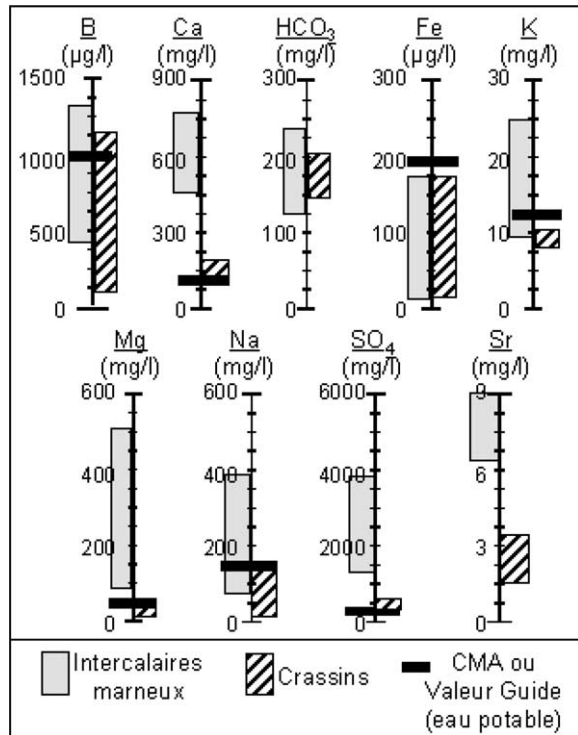 B Ca HCO3 Fe K
(µg/l) (mg/l) (mg/l) (µg/l) (mg/l)
1500 900 300 300 30
1000 600 200 200 20
500 300 100 100 10
0 0 0 0 0
Mg Na SO4 Sr
(mg/l) (mg/l) (mg/l) (mg/l)
600 600 6000 9
400 400 4000 6
200 200 2000 3
0 0 0 0
Intercalaires Crassins CMA ou
marneux Valeur Guide
(eau potable)